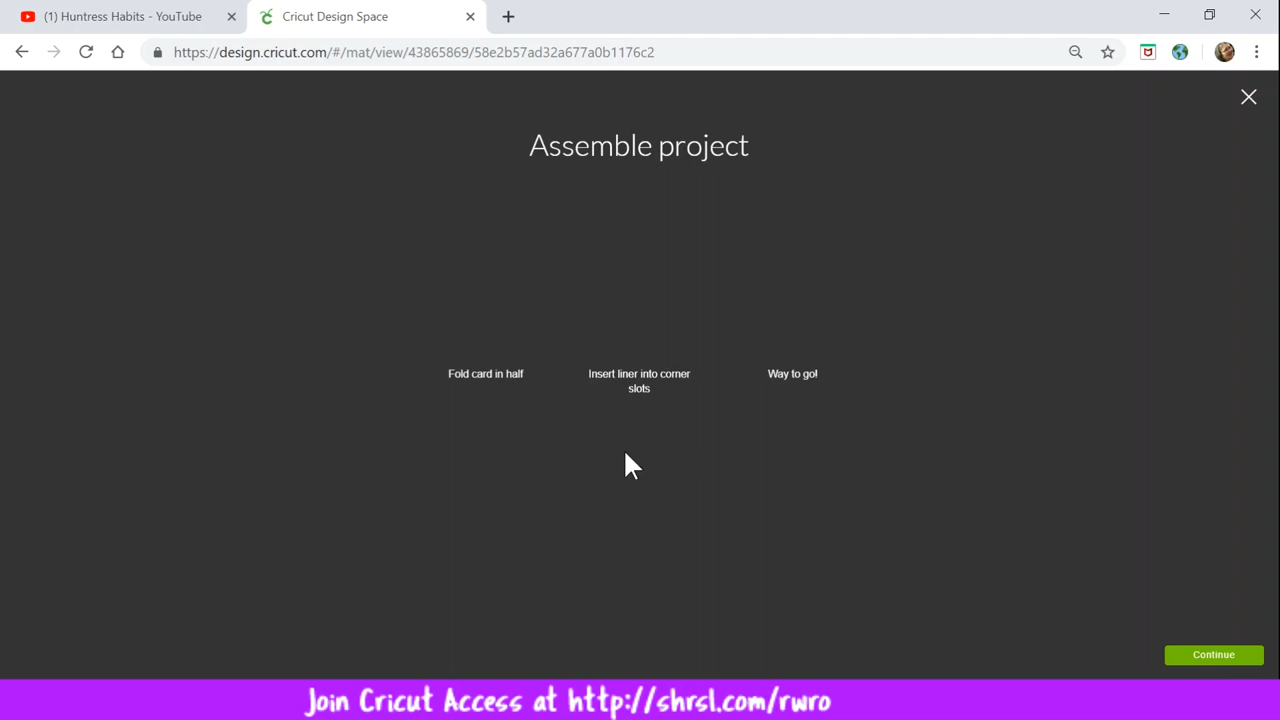 (1) Huntress Habits - YouTube
Cricut Design Space
https://design.cricut.com/#/mat/view/43865869/58e2b57ad32a677a0b1176c2
Assemble project
Fold card in half
Insert liner into corner
slots
Way to go!
Continue
Join Cricut Access at http://shrsl.com/rwro